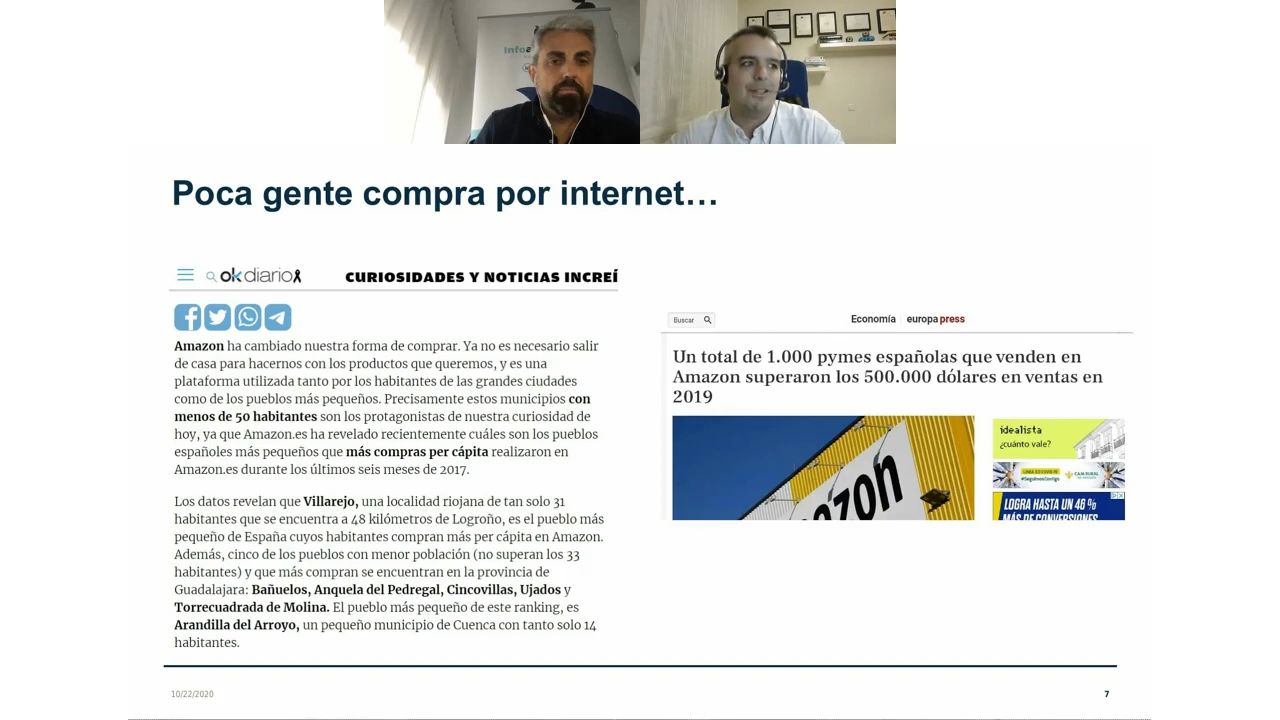 Info
Poca gente compra por internet…
okdiario
CURIOSIDADES Y NOTICIAS INCREÍ
Amazon ha cambiado nuestra forma de comprar. Ya no es necesario salir
de casa para hacernos con los productos que queremos, y es una
plataforma utilizada tanto por los habitantes de las grandes ciudades
como de los pueblos más pequeños. Precisamente estos municipios con
menos de 50 habitantes son los protagonistas de nuestra curiosidad de
hoy, ya que Amazon.es ha revelado recientemente cuáles son los pueblos
españoles más pequeños que más compras per cápita realizaron en
Amazon.es durante los últimos seis meses de 2017.
Los datos revelan que Villarejo, una localidad riojana de tan solo 31
habitantes que se encuentra a 48 kilómetros de Logroño, es el pueblo más
pequeño de España cuyos habitantes compran más per cápita en Amazon.
Además, cinco de los pueblos con menor población (no superan los 33
habitantes) y que más compran se encuentran en la provincia de
Guadalajara: Bañuelos, Anquela del Pedregal, Cincovillas, Ujados y
Torrecuadrada de Molina. El pueblo más pequeño de este ranking, es
Arandilla del Arroyo, un pequeño municipio de Cuenca con tanto solo 14
habitantes.
Buscar
Economía europapress
Un total de 1.000 pymes españolas que venden en
Amazon superaron los 500.000 dólares en ventas en
2019
azon
idealista
¿cuánto vale?
LOGRA HASTA UN 46 %
MÁS DE CONVERSIONES
10/22/2020
7